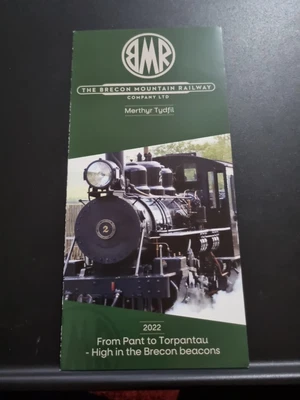 BMR
THE BRECON MOUNTAIN RAILWAY
COMPANY LTD
Merthyr Tydfil
2
2022
From Pant to Torpantau
- High in the Brecon beacons